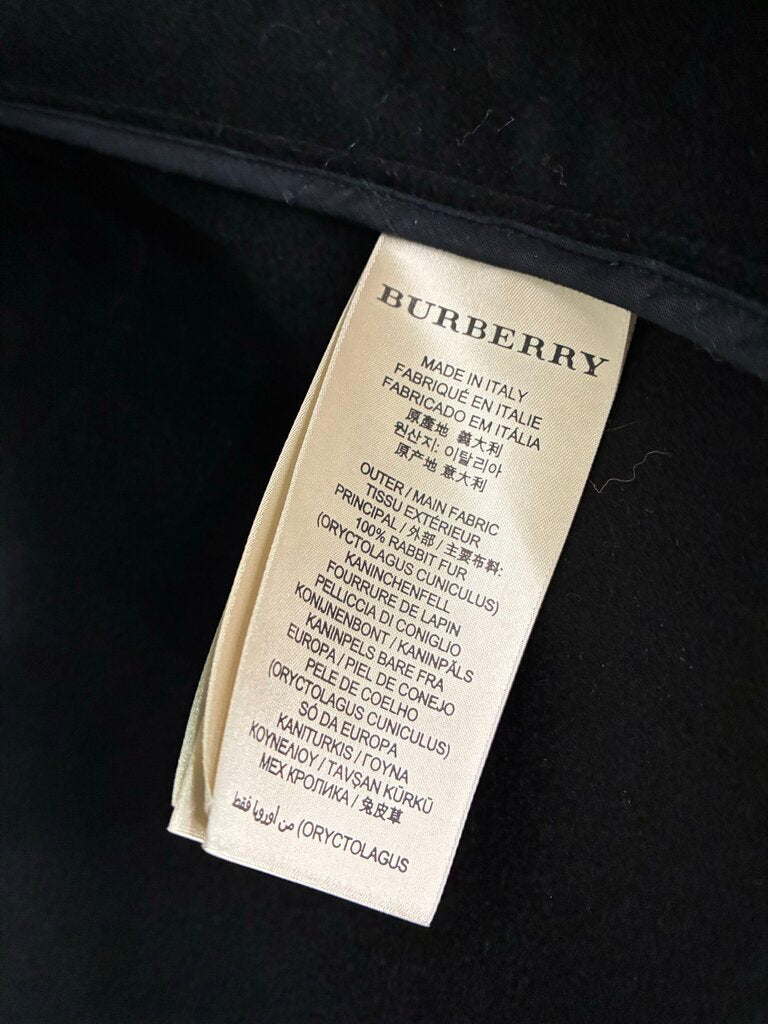 BURBERRY
MADE IN ITALY
FABRIQUÉ EN ITALIE
FABRICADO EM ITÁLIA
原產地 義大利
원산지: 이탈리아
原产地 意大利
OUTER / MAIN FABRIC
TISSU EXTÉRIEUR
PRINCIPAL / 外部 / 主要布料:
100% RABBIT FUR
(ORYCTOLAGUS CUNICULUS)
KANINCHENFELL
FOURRURE DE LAPIN
PELLICCIA DI CONIGLIO
KONIJNENBONT / KANINPÄLS
KANINPELS BARE FRA
EUROPA / PIEL DE CONEJO
PELE DE COELHO
(ORYCTOLAGUS CUNICULUS)
SÓ DA EUROPA
KANITURKIS / ΓΟΥΝΑ
ΚΟΥΝΕΛΙΟΥ / TAVŞAN KÜRKÜ
МЕХ КРОЛИКА / 兔皮草
من أوروبا فقط (ORYCTOLAGUS